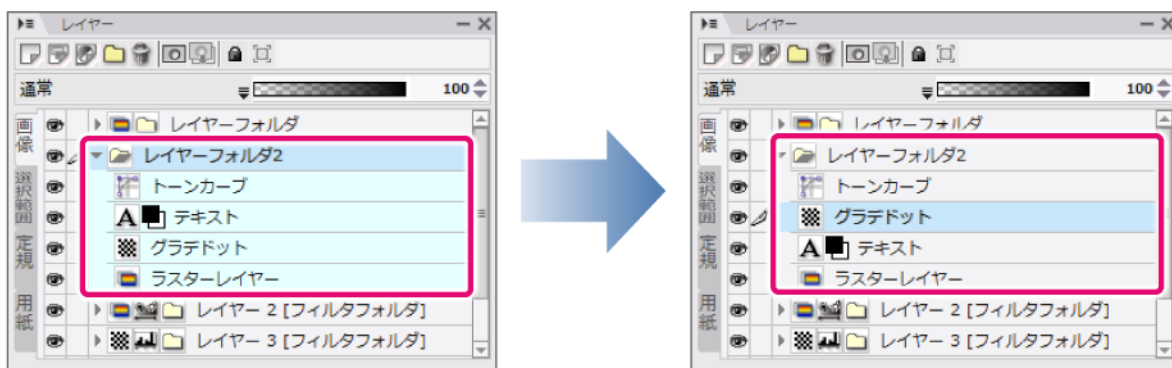 レイヤー
通常 100
画像
選択範囲
定規
用紙
レイヤーフォルダ
レイヤーフォルダ2
トーンカーブ
A テキスト
グラデドット
ラスターレイヤー
レイヤー 2 [フィルタフォルダ]
レイヤー 3 [フィルタフォルダ]
レイヤー
通常 100
画像
選択範囲
定規
用紙
レイヤーフォルダ
レイヤーフォルダ2
トーンカーブ
グラデドット
A テキスト
ラスターレイヤー
レイヤー 2 [フィルタフォルダ]
レイヤー 3 [フィルタフォルダ]